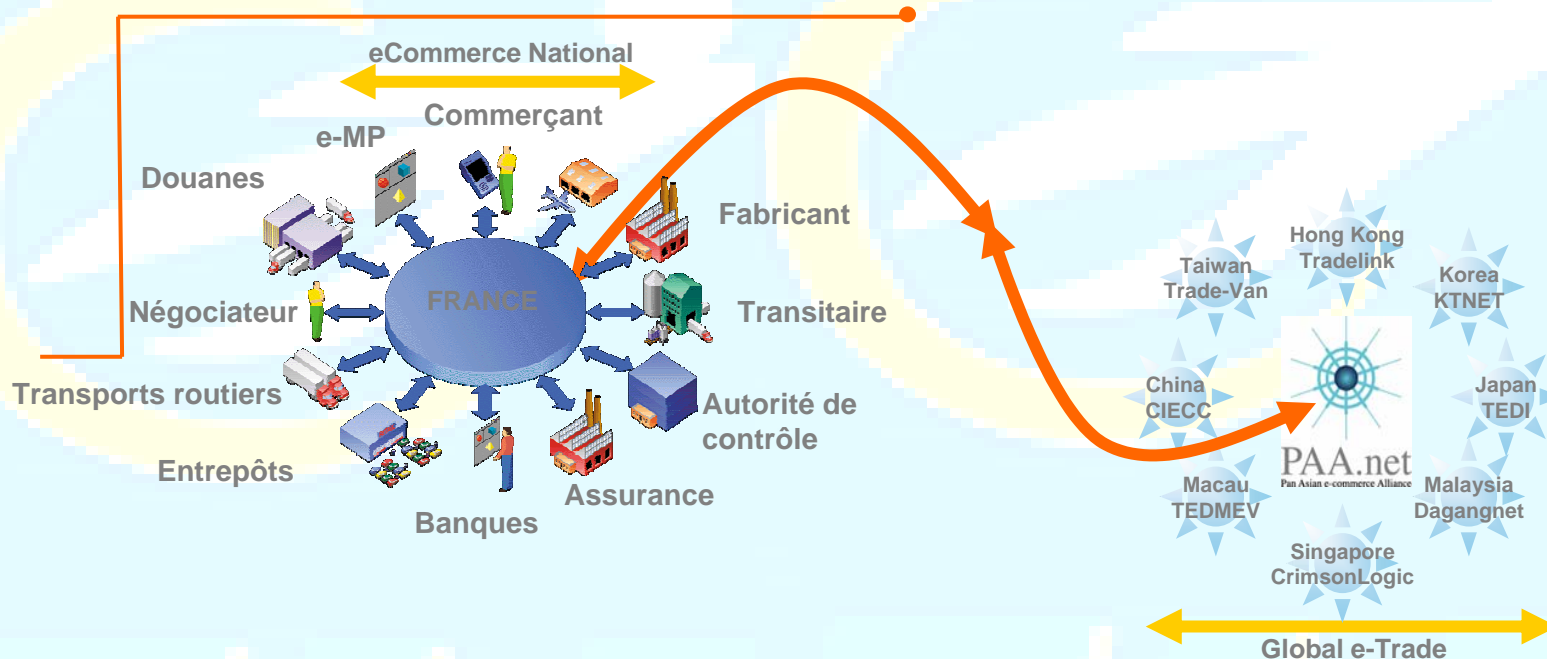 eCommerce National
Commerçant
e-MP
Douanes
Fabricant
FRANCE
Négociateur
Transitaire
Transports routiers
Autorité de
contrôle
Entrepôts
Assurance
Banques
Hong Kong
Tradelink
Taiwan
Trade-Van
Korea
KTNET
China
CIECC
Japan
TEDI
PAA.net
Pan Asian e-commerce Alliance
Macau
TEDMEV
Malaysia
Dagangnet
Singapore
CrimsonLogic
Global e-Trade